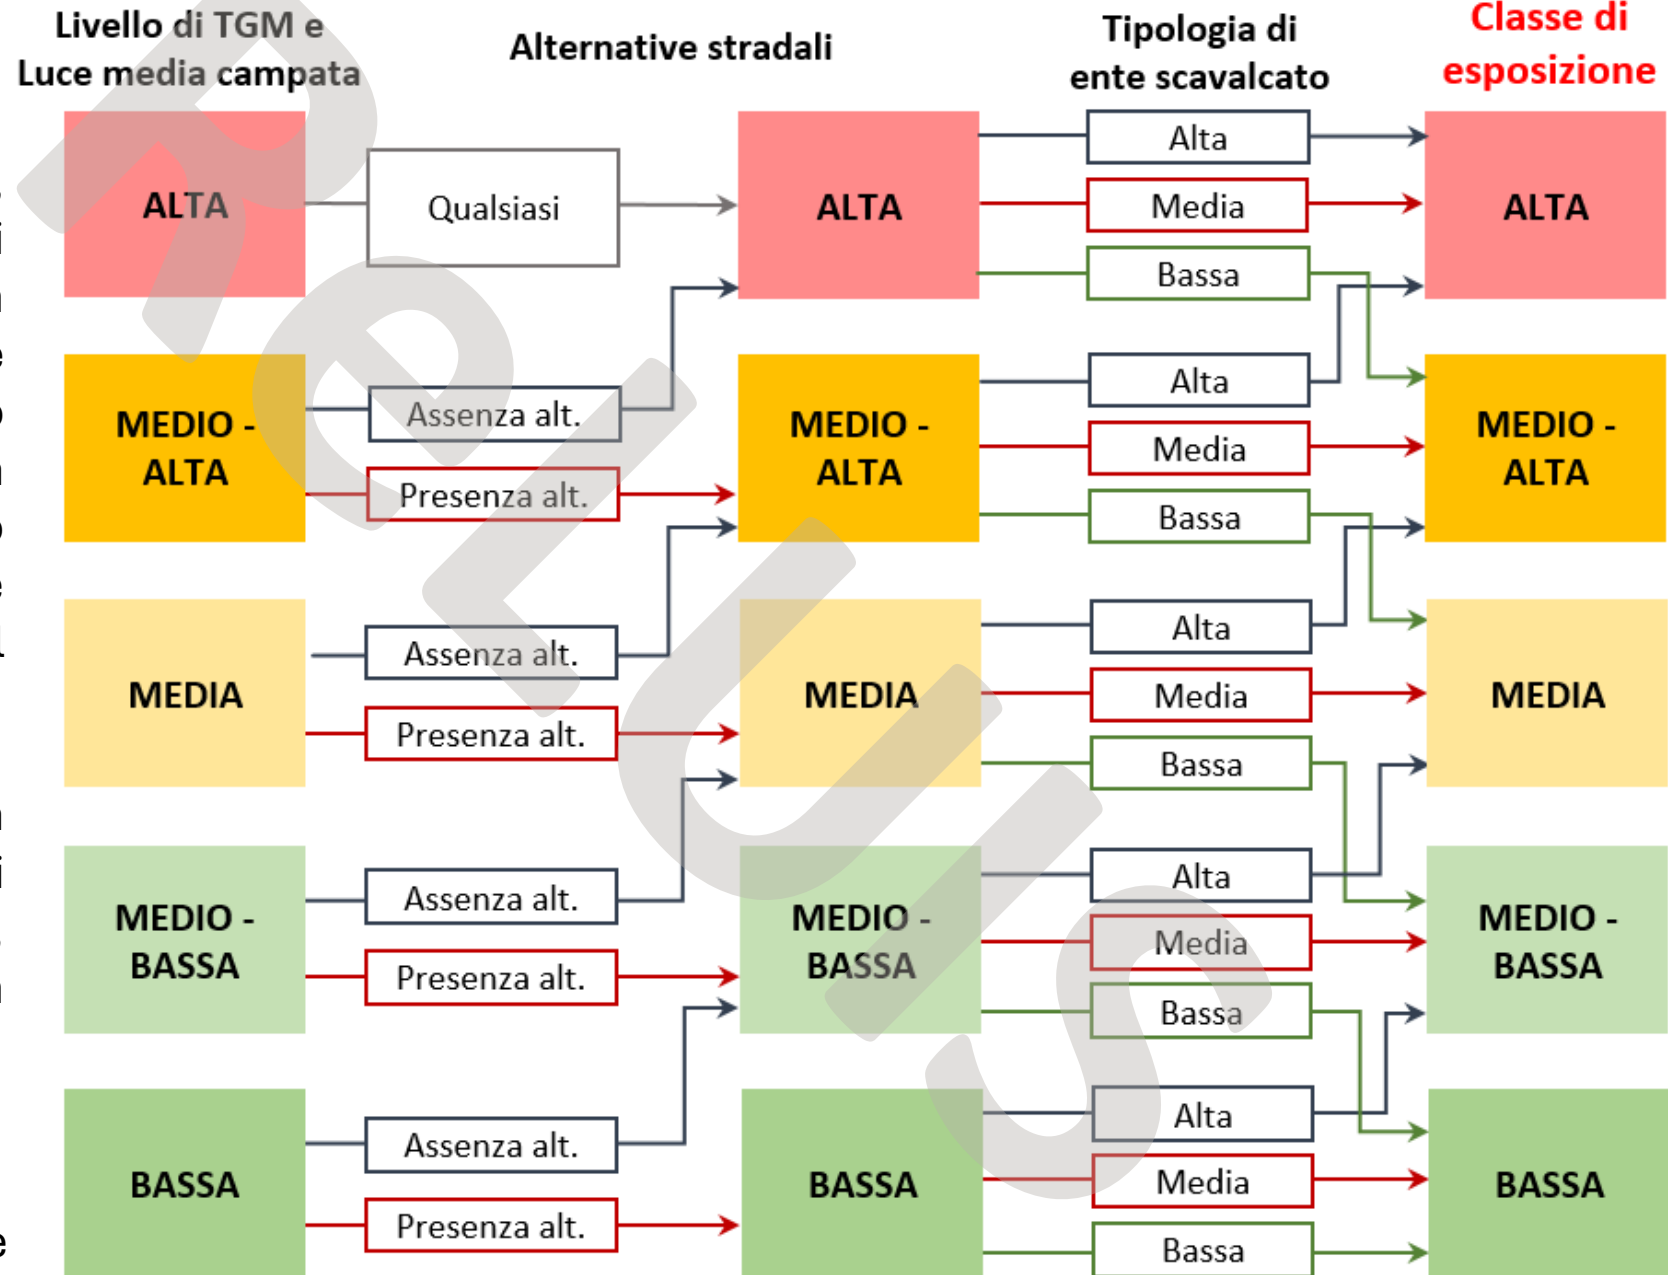 Livello di TGM e
Luce media campata
Alternative stradali
Tipologia di
ente scavalcato
Classe di
esposizione
ALTA
Qualsiasi
ALTA
Alta
Media
Bassa
ALTA
MEDIO -
ALTA
Assenza alt.
Presenza alt.
MEDIO -
ALTA
Alta
Media
Bassa
MEDIO -
ALTA
MEDIA
Assenza alt.
Presenza alt.
MEDIA
Alta
Media
Bassa
MEDIA
MEDIO -
BASSA
Assenza alt.
Presenza alt.
MEDIO -
BASSA
Alta
Media
Bassa
MEDIO -
BASSA
BASSA
Assenza alt.
Presenza alt.
BASSA
Alta
Media
Bassa
BASSA
ReLUIS